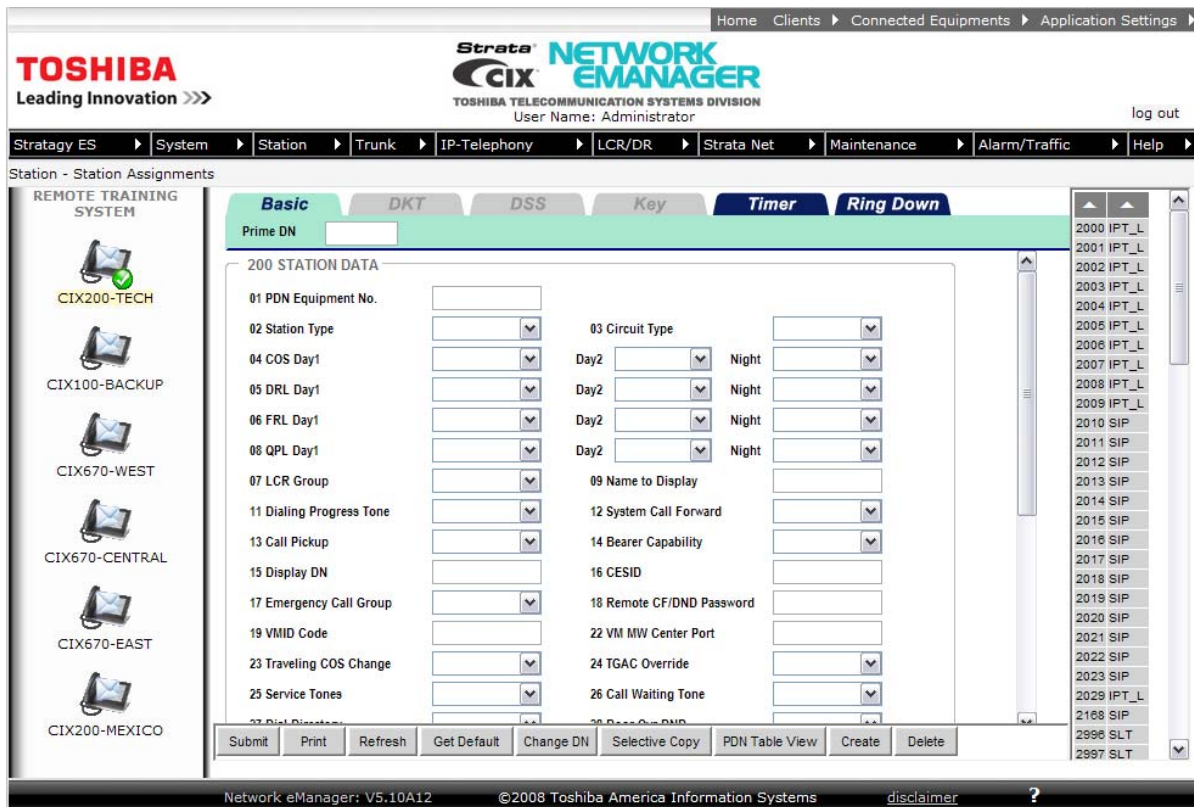 Home Clients Connected Equipments Application Settings
TOSHIBA
Leading Innovation >>>
Strata CIX NETWORK EMANAGER
TOSHIBA TELECOMMUNICATION SYSTEMS DIVISION
User Name: Administrator
log out
Stratagy ES System Station Trunk IP-Telephony LCR/DR Strata Net Maintenance Alarm/Traffic Help
Station - Station Assignments
REMOTE TRAINING
SYSTEM
CIX200-TECH
CIX100-BACKUP
CIX670-WEST
CIX670-CENTRAL
CIX670-EAST
CIX200-MEXICO
Basic DKT DSS Key Timer Ring Down
Prime DN
200 STATION DATA
01 PDN Equipment No.
02 Station Type 03 Circuit Type
04 COS Day1 Day2 Night
05 DRL Day1 Day2 Night
06 FRL Day1 Day2 Night
08 QPL Day1 Day2 Night
07 LCR Group 09 Name to Display
11 Dialing Progress Tone 12 System Call Forward
13 Call Pickup 14 Bearer Capability
15 Display DN 16 CESID
17 Emergency Call Group 18 Remote CF/DND Password
19 VMID Code 22 VM MW Center Port
23 Traveling COS Change 24 TGAC Override
25 Service Tones 26 Call Waiting Tone
27 Dial Directory 28 Door Ovr DND
Submit Print Refresh Get Default Change DN Selective Copy PDN Table View Create Delete
2000 IPT_L
2001 IPT_L
2002 IPT_L
2003 IPT_L
2004 IPT_L
2005 IPT_L
2006 IPT_L
2007 IPT_L
2008 IPT_L
2009 IPT_L
2010 SIP
2011 SIP
2012 SIP
2013 SIP
2014 SIP
2015 SIP
2016 SIP
2017 SIP
2018 SIP
2019 SIP
2020 SIP
2021 SIP
2022 SIP
2023 SIP
2029 IPT_L
2168 SIP
2996 SLT
2997 SLT
Network eManager: V5.10A12 ©2008 Toshiba America Information Systems disclaimer ?